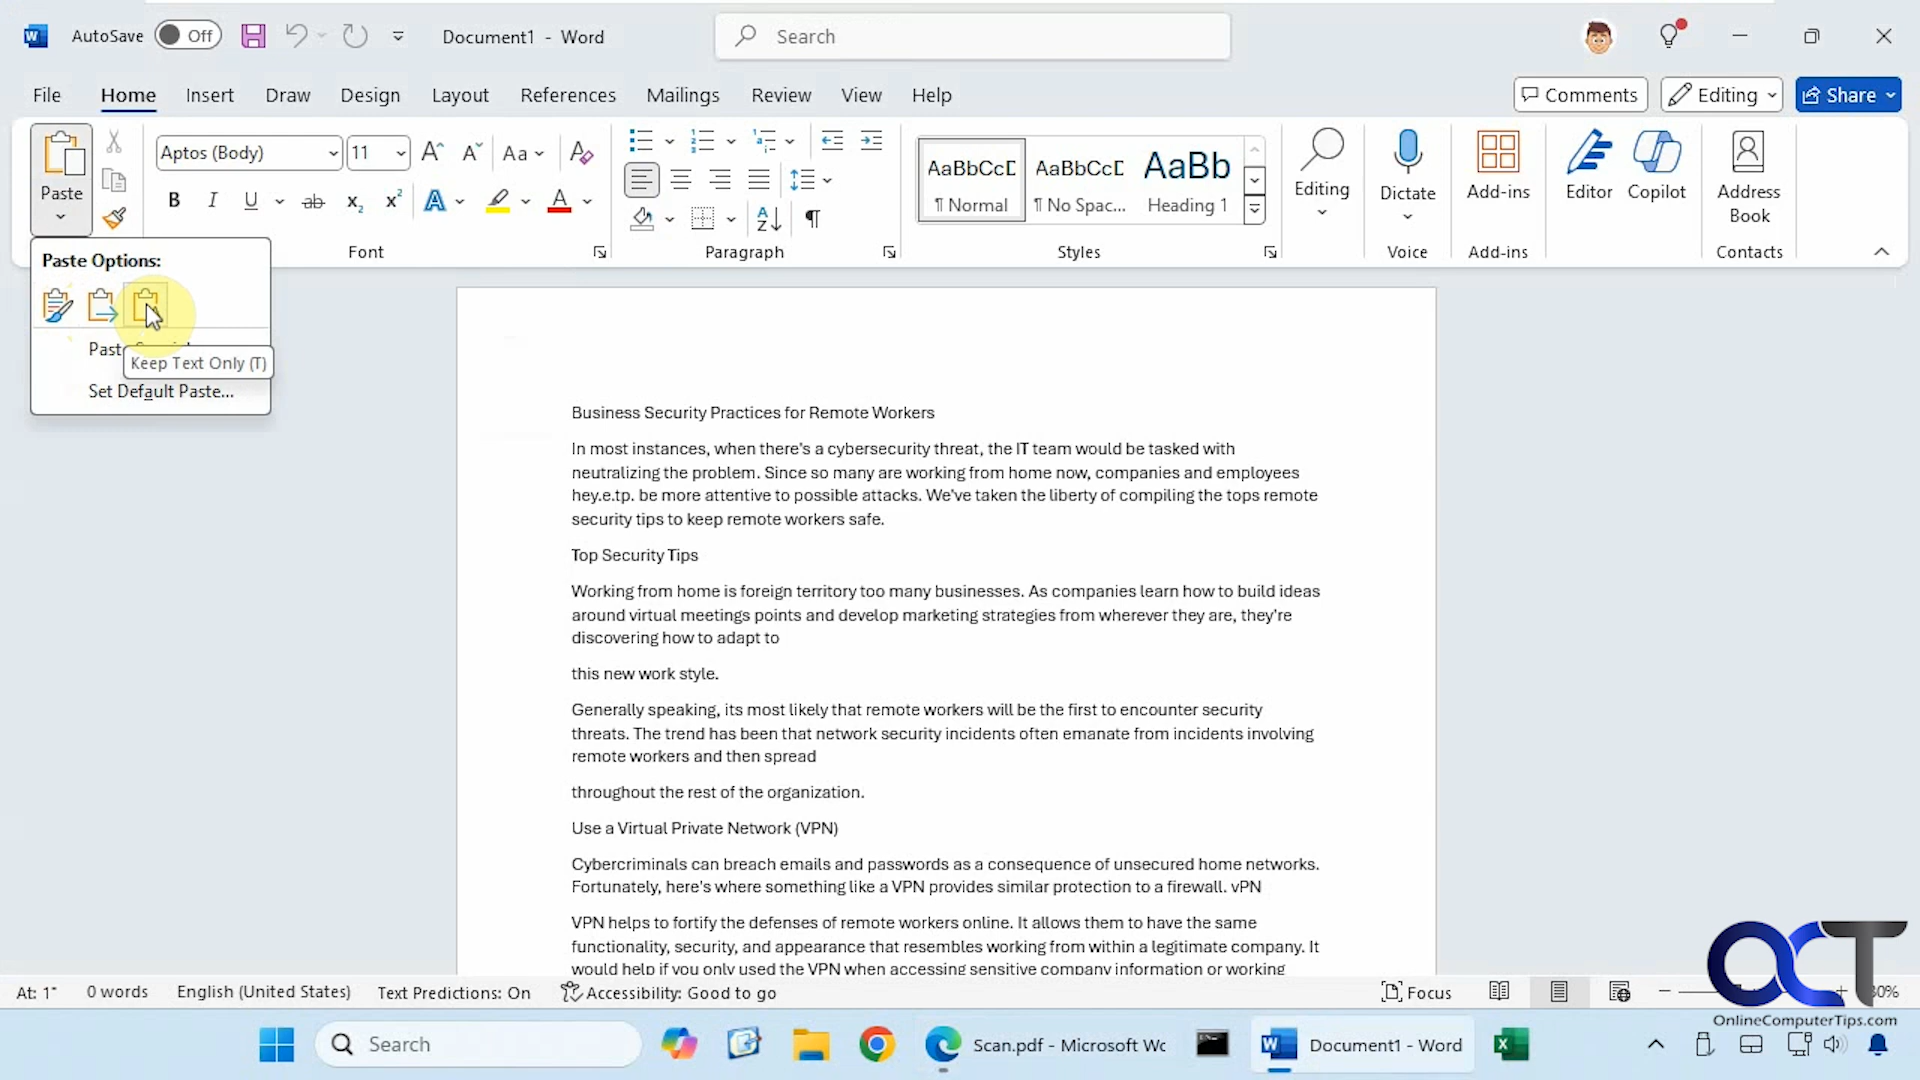 AutoSave Off Document1 - Word Search
File Home Insert Draw Design Layout References Mailings Review View Help Comments Editing Share
Paste Aptos (Body) 11 Aa AaBbCcD AaBbCcD AaBb Editing Dictate Add-ins Editor Copilot Address Book
¶ Normal ¶ No Spac... Heading 1
Font Paragraph Styles Voice Add-ins Contacts
Paste Options:
Keep Text Only (T)
Set Default Paste...
Business Security Practices for Remote Workers
In most instances, when there's a cybersecurity threat, the IT team would be tasked with
neutralizing the problem. Since so many are working from home now, companies and employees
hey.e.tp. be more attentive to possible attacks. We've taken the liberty of compiling the tops remote
security tips to keep remote workers safe.
Top Security Tips
Working from home is foreign territory too many businesses. As companies learn how to build ideas
around virtual meetings points and develop marketing strategies from wherever they are, they're
discovering how to adapt to
this new work style.
Generally speaking, its most likely that remote workers will be the first to encounter security
threats. The trend has been that network security incidents often emanate from incidents involving
remote workers and then spread
throughout the rest of the organization.
Use a Virtual Private Network (VPN)
Cybercriminals can breach emails and passwords as a consequence of unsecured home networks.
Fortunately, here's where something like a VPN provides similar protection to a firewall. vPN
VPN helps to fortify the defenses of remote workers online. It allows them to have the same
functionality, security, and appearance that resembles working from within a legitimate company. It
would help if you only used the VPN when accessing sensitive company information or working
At: 1" 0 words English (United States) Text Predictions: On Accessibility: Good to go Focus
OCT
OnlineComputerTips.com
Search Scan.pdf - Microsoft Wc Document1 - Word